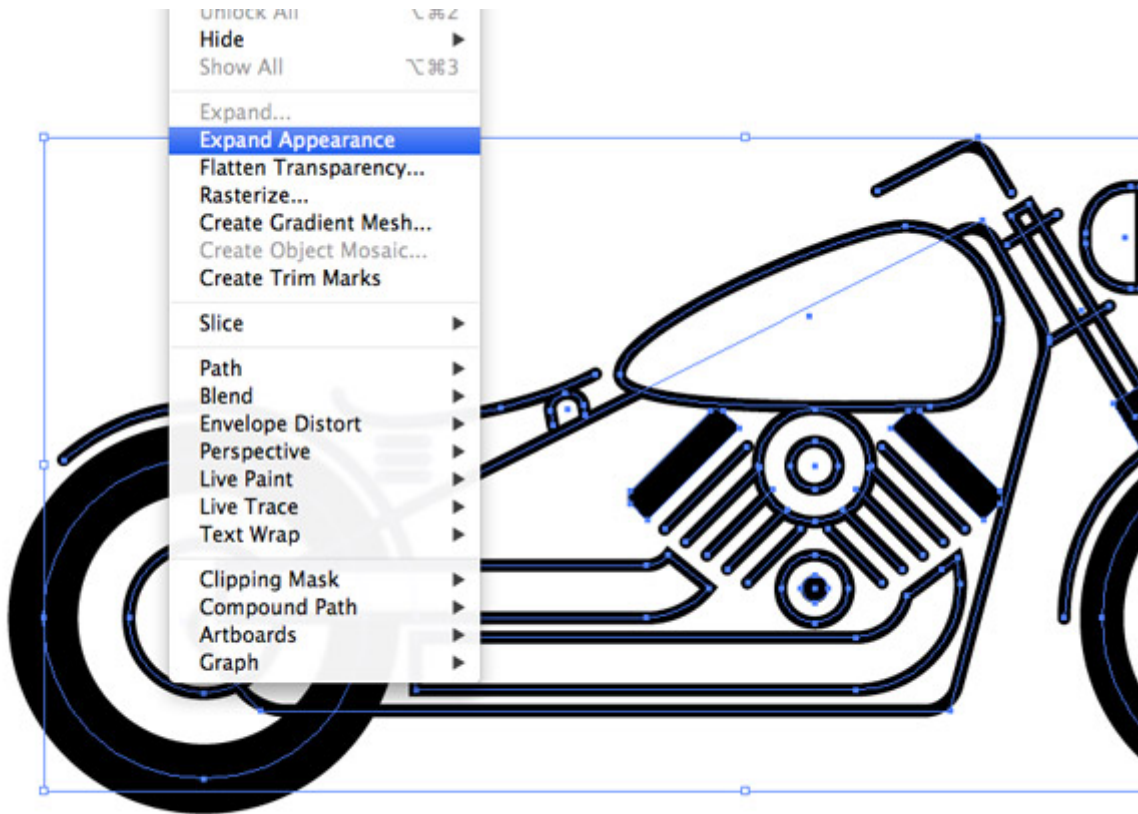 Unlock All ⌥⌘2
Hide ▶
Show All ⌥⌘3
Expand...
Expand Appearance
Flatten Transparency...
Rasterize...
Create Gradient Mesh...
Create Object Mosaic...
Create Trim Marks
Slice ▶
Path ▶
Blend ▶
Envelope Distort ▶
Perspective ▶
Live Paint ▶
Live Trace ▶
Text Wrap ▶
Clipping Mask ▶
Compound Path ▶
Artboards ▶
Graph ▶